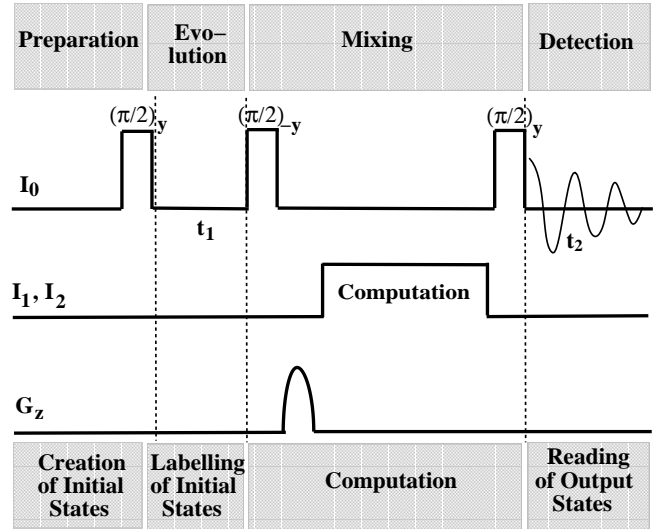 Preparation
Evo–
lution
Mixing
Detection
(π/2)y
(π/2)–y
(π/2)y
I0
t1
t2
I1, I2
Computation
Gz
Creation
of Initial
States
Labelling
of Initial
States
Computation
Reading
of Output
States